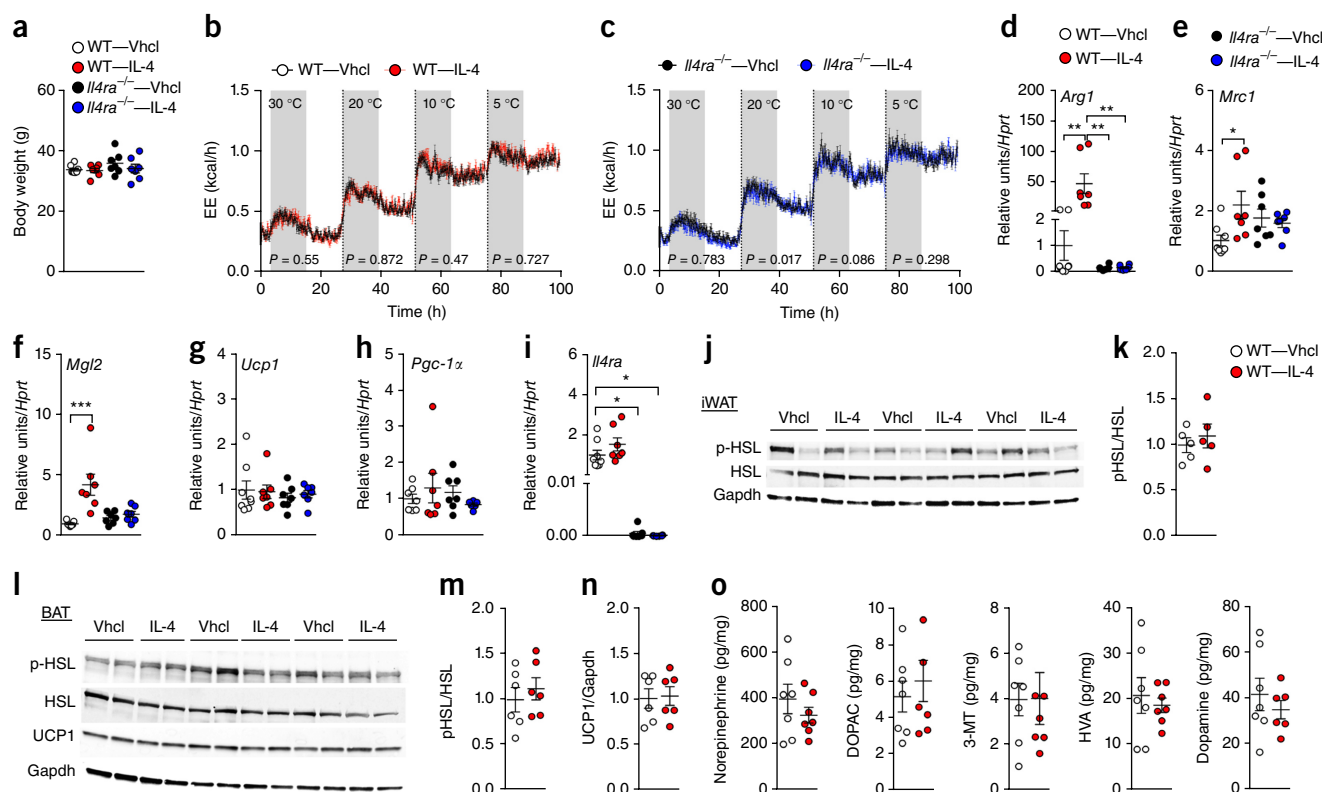 a
WT—Vhcl
WT—IL-4
Il4ra–/–—Vhcl
Il4ra–/–—IL-4
Body weight (g)
60
40
20
0
b
WT—Vhcl WT—IL-4
EE (kcal/h)
1.5
1.0
0.5
0.0
30 °C 20 °C 10 °C 5 °C
P = 0.55 P = 0.872 P = 0.47 P = 0.727
0 20 40 60 80 100
Time (h)
c
Il4ra–/–—Vhcl Il4ra–/–—IL-4
EE (kcal/h)
1.5
1.0
0.5
0.0
30 °C 20 °C 10 °C 5 °C
P = 0.783 P = 0.017 P = 0.086 P = 0.298
0 20 40 60 80 100
Time (h)
d
WT—Vhcl
WT—IL-4
Arg1
Relative units/Hprt
200
150
100
50
2
1
0
**
** **
e
Il4ra–/–—Vhcl
Il4ra–/–—IL-4
Mrc1
Relative units/Hprt
6
4
2
0
*
f
Mgl2
Relative units/Hprt
15
10
5
0
***
g
Ucp1
Relative units/Hprt
4
3
2
1
0
h
Pgc-1α
Relative units/Hprt
5
4
3
2
1
0
i
Il4ra
Relative units/Hprt
6
4
2
0.01
0.00
*
*
j
iWAT
Vhcl IL-4 Vhcl IL-4 Vhcl IL-4
p-HSL
HSL
Gapdh
k
WT—Vhcl
WT—IL-4
pHSL/HSL
2.0
1.5
1.0
0.5
0.0
l
BAT
Vhcl IL-4 Vhcl IL-4 Vhcl IL-4
p-HSL
HSL
UCP1
Gapdh
m
pHSL/HSL
2.0
1.5
1.0
0.5
0.0
n
UCP1/Gapdh
2.0
1.5
1.0
0.5
0.0
o
Norepinephrine (pg/mg)
800
600
400
200
0
DOPAC (pg/mg)
10
8
6
4
2
0
3-MT (pg/mg)
8
6
4
2
0
HVA (pg/mg)
40
30
20
10
0
Dopamine (pg/mg)
80
60
40
20
0